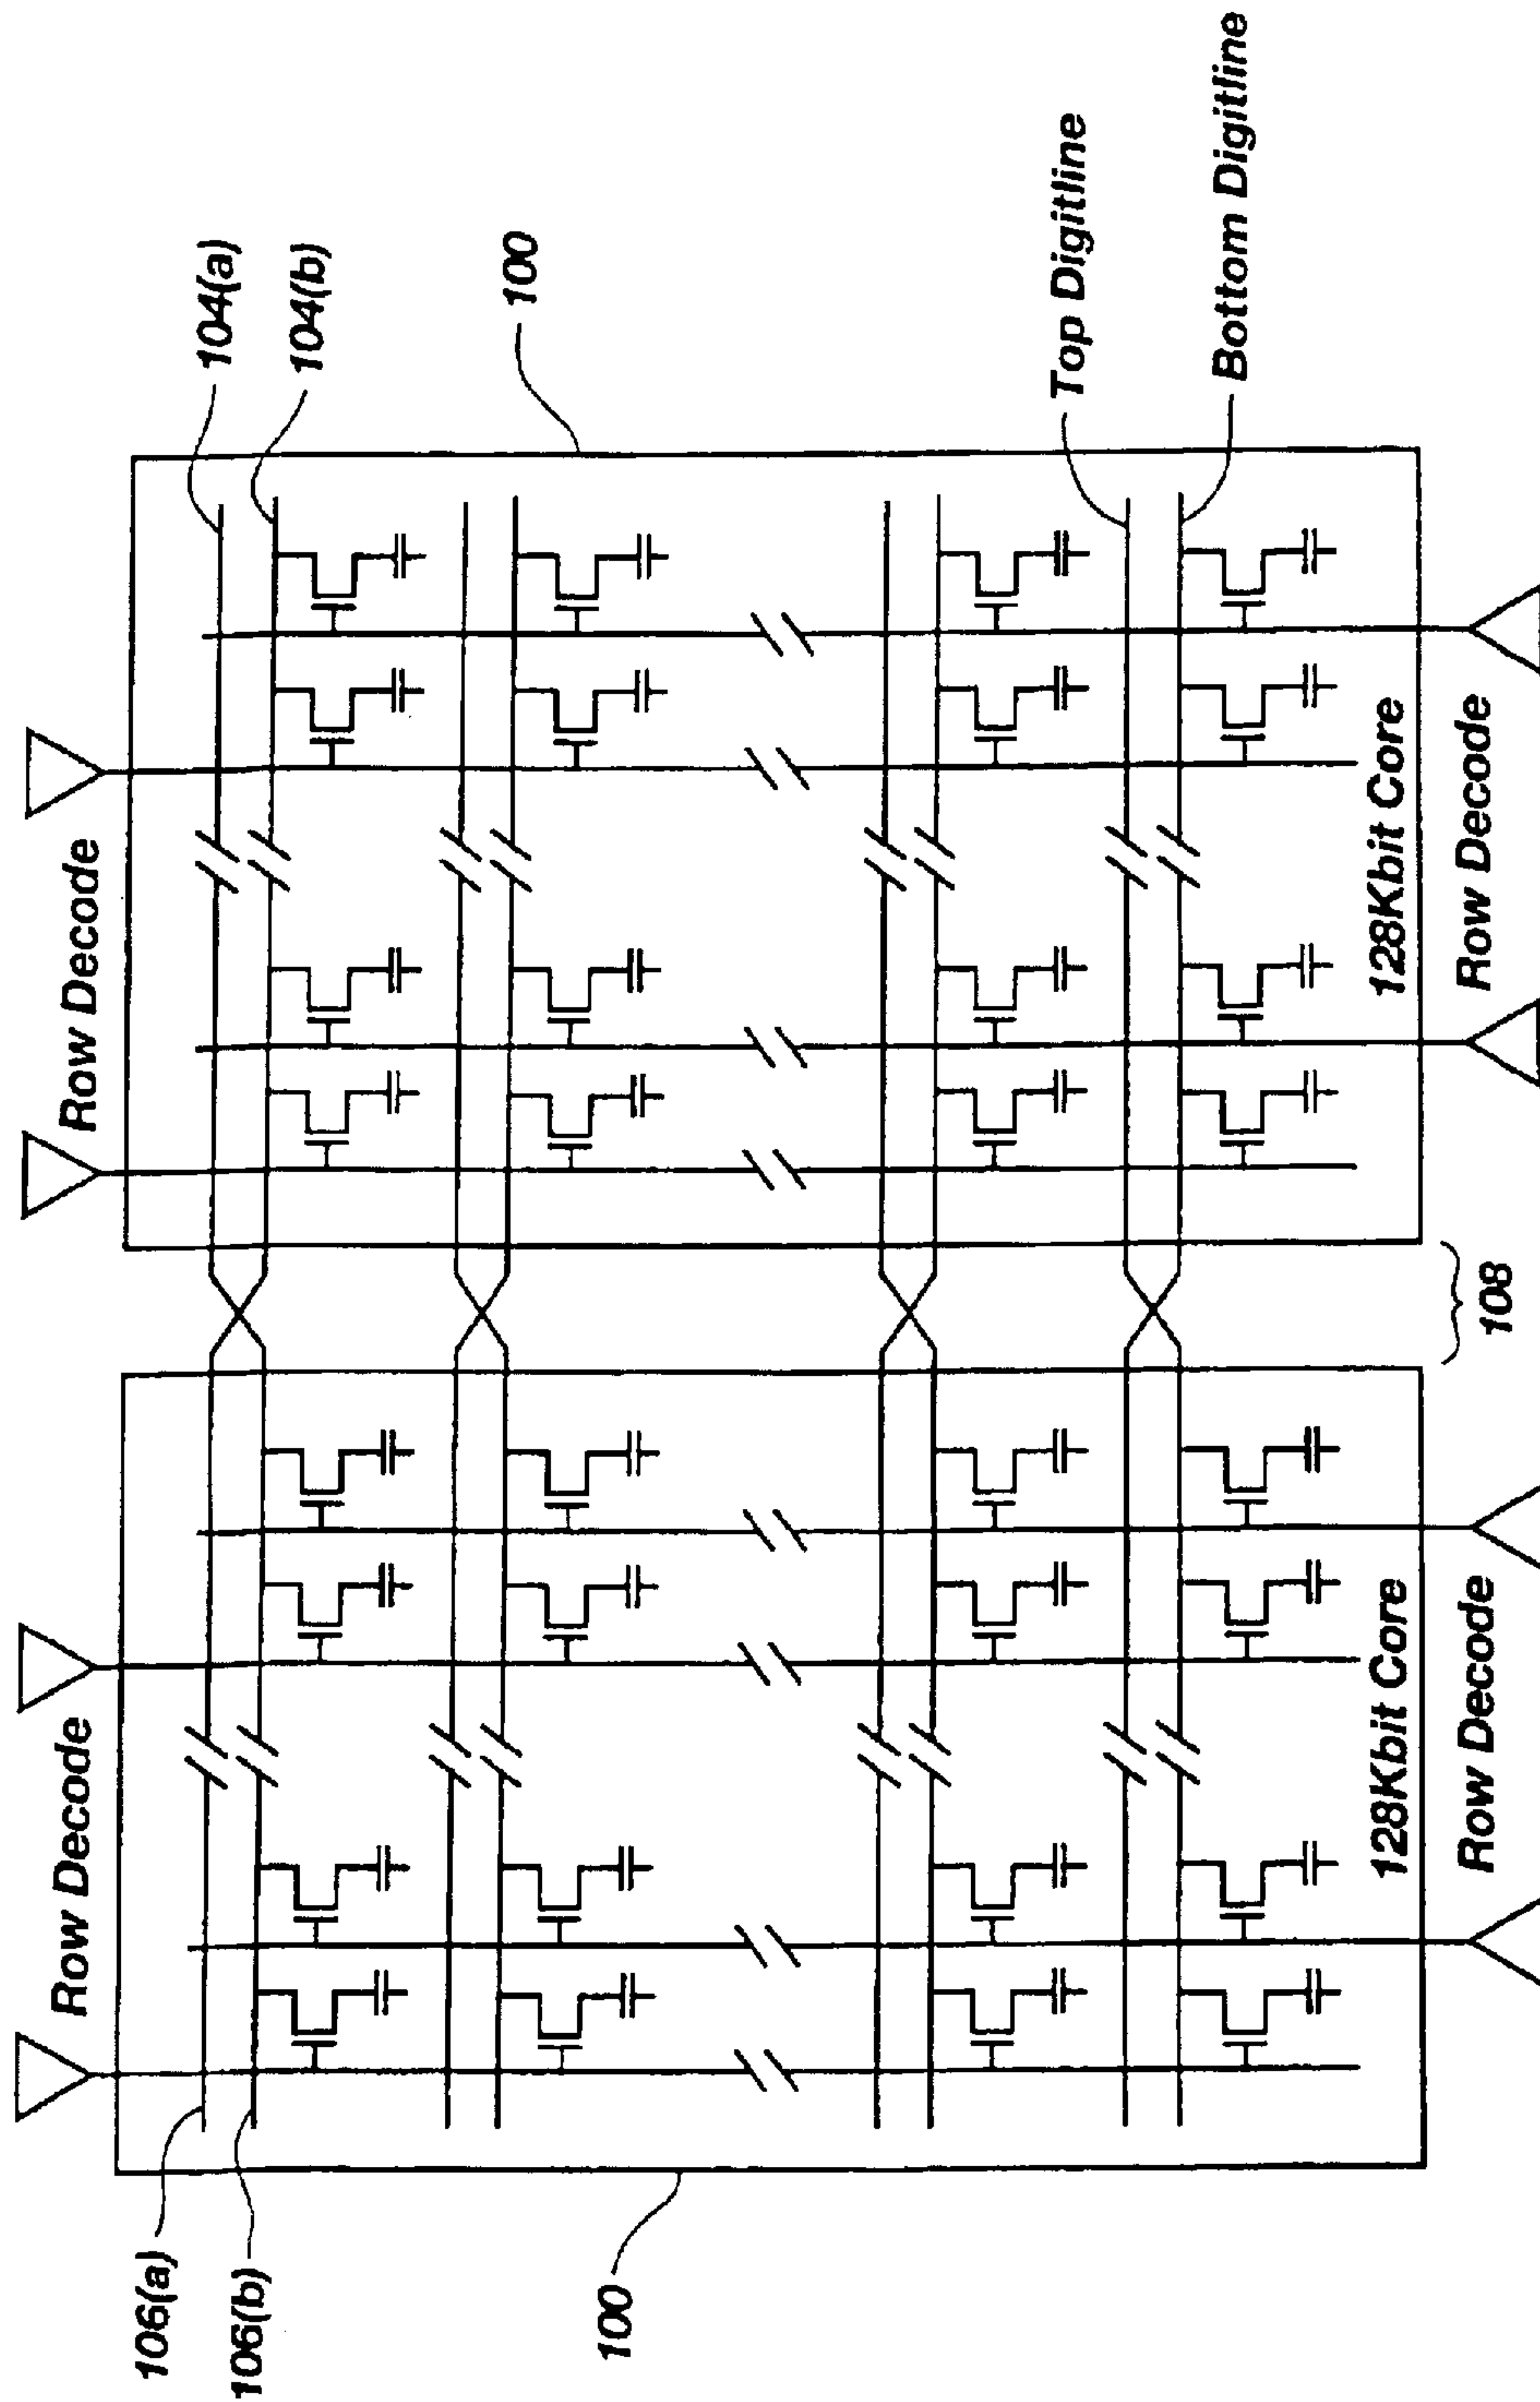 Row Decode
Row Decode
104(a)
104(b)
100
106(a)
106(b)
100
Top Digitline
Bottom Digitline
128Kbit Core
128Kbit Core
Row Decode
Row Decode
108